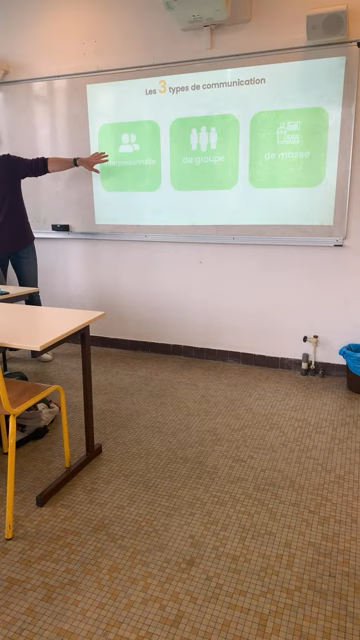 Les 3 types de communication
de groupe
de masse